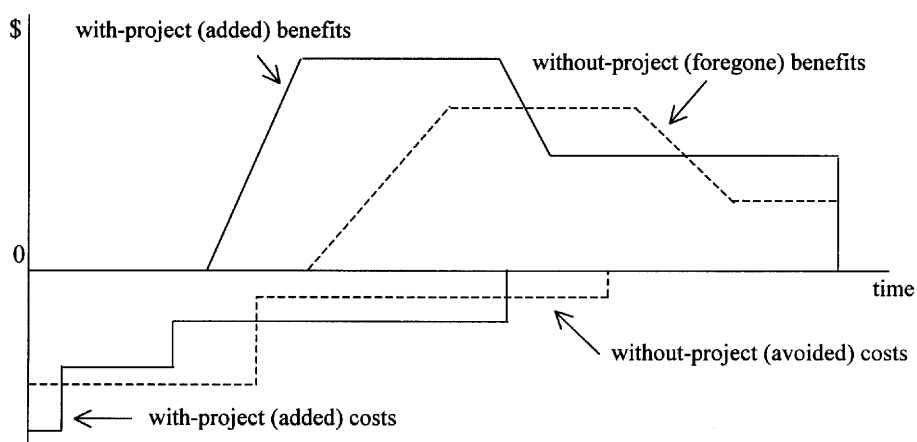 $
with-project (added) benefits
without-project (foregone) benefits
0
time
without-project (avoided) costs
with-project (added) costs